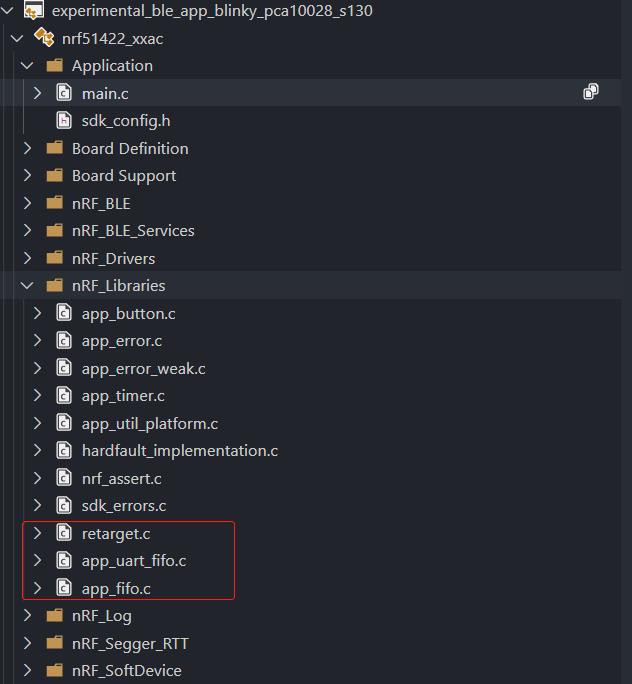 experimental_ble_app_blinky_pca10028_s130
nrf51422_xxac
Application
main.c
sdk_config.h
Board Definition
Board Support
nRF_BLE
nRF_BLE_Services
nRF_Drivers
nRF_Libraries
app_button.c
app_error.c
app_error_weak.c
app_timer.c
app_util_platform.c
hardfault_implementation.c
nrf_assert.c
sdk_errors.c
retarget.c
app_uart_fifo.c
app_fifo.c
nRF_Log
nRF_Segger_RTT
nRF_SoftDevice